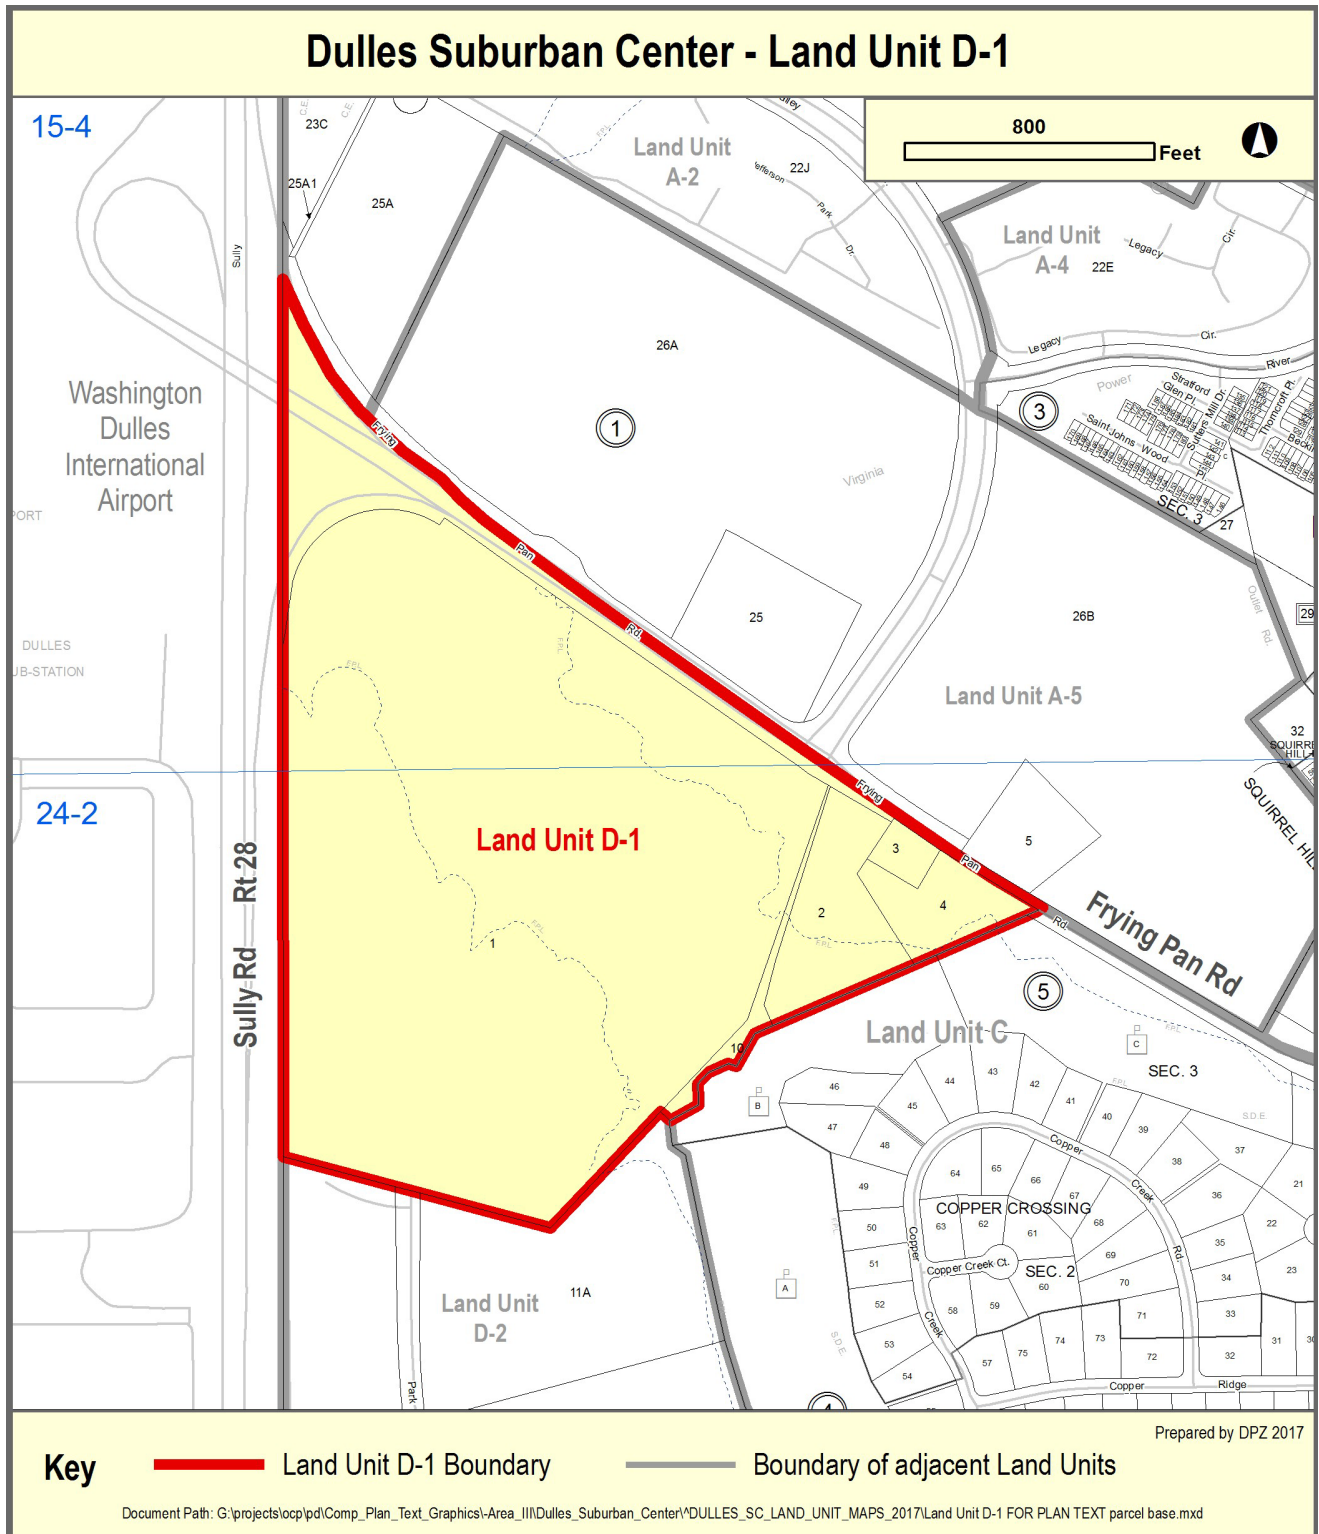 Dulles Suburban Center - Land Unit D-1
15-4
800
Feet
23C
C.E.
C.E.
25A1
25A
F.P.L.
Land Unit
A-2
22J
Jefferson
Park
Dr.
Land Unit
A-4
22E
Legacy
Cir.
Legacy
Cir.
River
Sully
26A
1
3
Power
Stratford
Glen Pl.
Sutters Mill Dr.
Thorncroft Pl.
Saint Johns Wood
Pl.
SEC. 3
27
Washington
Dulles
International
Airport
Frying
Virginia
Pan
Rd.
25
26B
Outlet
Rd.
29
DULLES
UB-STATION
F.P.L.
F.P.L.
Land Unit A-5
32
SQUIRREL HIL
24-2
Frying
Land Unit D-1
3
Pan
5
2
4
F.P.L.
F.P.L.
1
Rd.
Frying Pan Rd
Sully Rd Rt 28
5
Land Unit C
10
C
F.P.L.
SEC. 3
B
46
45
44
43
42
41
40
39
F.P.L.
S.D.E.
47
48
38
37
Copper
Creek
Rd.
49
64
65
66
67
36
21
COPPER CROSSING
50
63
62
61
68
35
22
F.P.L.
Copper
51
Copper Creek Ct.
SEC. 2
69
70
34
23
60
A
52
58
59
71
33
Creek
53
S.D.E.
54
57
75
74
73
72
32
31
Copper
Ridge
11A
Land Unit
D-2
Park
Prepared by DPZ 2017
Key
Land Unit D-1 Boundary
Boundary of adjacent Land Units
Document Path: G:\projects\ocp\pd\Comp_Plan_Text_Graphics\-Area_III\Dulles_Suburban_Center\^DULLES_SC_LAND_UNIT_MAPS_2017\Land Unit D-1 FOR PLAN TEXT parcel base.mxd